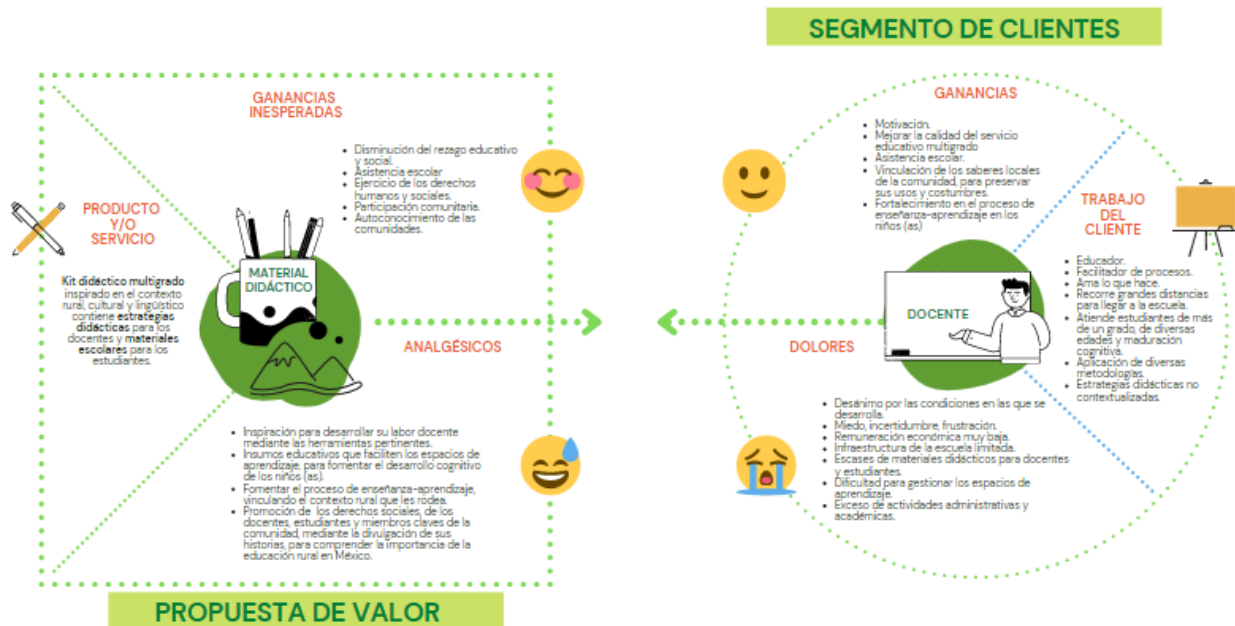 SEGMENTO DE CLIENTES
GANANCIAS
INESPERADAS
• Disminución del rezago educativo
y social.
• Asistencia escolar
• Ejercicio de los derechos
humanos y sociales.
• Participación comunitaria.
• Autoconocimiento de las
comunidades.
PRODUCTO
Y/O
SERVICIO
Kit didáctico multigrado
inspirado en el contexto
rural, cultural y lingüístico
contiene estrategias
didácticas para los
docentes y materiales
escolares para los
estudiantes.
MATERIAL
DIDÁCTICO
ANALGÉSICOS
• Inspiración para desarrollar su labor docente
mediante las herramientas pertinentes.
• Insumos educativos que faciliten los espacios de
aprendizaje, para fomentar el desarrollo cognitivo
de los niños (as).
• Fomentar el proceso de enseñanza-aprendizaje,
vinculando el contexto rural que les rodea.
• Promoción de los derechos sociales, de los
docentes, estudiantes y miembros claves de la
comunidad, mediante la divulgación de sus
historias, para comprender la importancia de la
educación rural en México.
PROPUESTA DE VALOR
GANANCIAS
• Motivación.
• Mejorar la calidad del servicio
educativo multigrado
• Asistencia escolar.
• Vinculación de los saberes locales
de la comunidad, para preservar
sus usos y costumbres.
• Fortalecimiento en el proceso de
enseñanza-aprendizaje en los
niños (as)
TRABAJO
DEL
CLIENTE
• Educador.
• Facilitador de procesos.
• Ama lo que hace.
• Recorre grandes distancias
para llegar a la escuela.
• Atiende estudiantes de más
de un grado, de diversas
edades y maduración
cognitiva.
• Aplicación de diversas
metodologías.
• Estrategias didácticas no
contextualizadas.
DOCENTE
DOLORES
• Desánimo por las condiciones en las que se
desarrolla.
• Miedo, incertidumbre, frustración.
• Remuneración económica muy baja.
• Infraestructura de la escuela limitada.
• Escases de materiales didácticos para docentes
y estudiantes.
• Dificultad para gestionar los espacios de
aprendizaje.
• Exceso de actividades administrativas y
académicas.